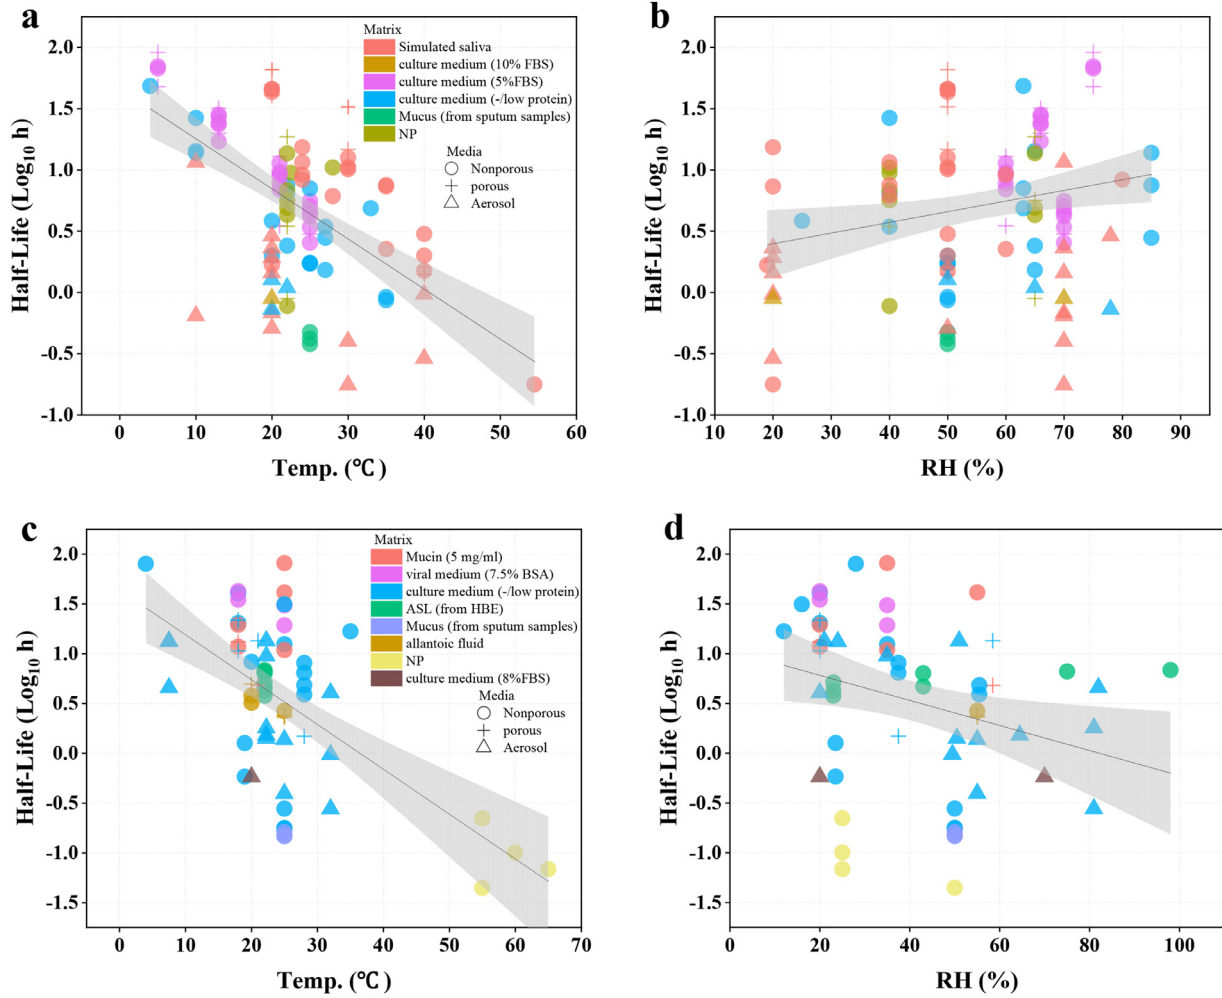 a
Half-Life (Log10 h)
2.0
1.5
1.0
0.5
0.0
-0.5
-1.0
0
10
20
30
40
50
60
Temp. (℃)
Matrix
Simulated saliva
culture medium (10% FBS)
culture medium (5%FBS)
culture medium (-/low protein)
Mucus (from sputum samples)
NP
Media
Nonporous
porous
Aerosol
b
Half-Life (Log10 h)
2.0
1.5
1.0
0.5
0.0
-0.5
-1.0
10
20
30
40
50
60
70
80
90
RH (%)
c
Half-Life (Log10 h)
2.0
1.5
1.0
0.5
0.0
-0.5
-1.0
-1.5
0
10
20
30
40
50
60
70
Temp. (℃)
Matrix
Mucin (5 mg/ml)
viral medium (7.5% BSA)
culture medium (-/low protein)
ASL (from HBE)
Mucus (from sputum samples)
allantoic fluid
NP
culture medium (8%FBS)
Media
Nonporous
porous
Aerosol
d
Half-Life (Log10 h)
2.0
1.5
1.0
0.5
0.0
-0.5
-1.0
-1.5
0
20
40
60
80
100
RH (%)